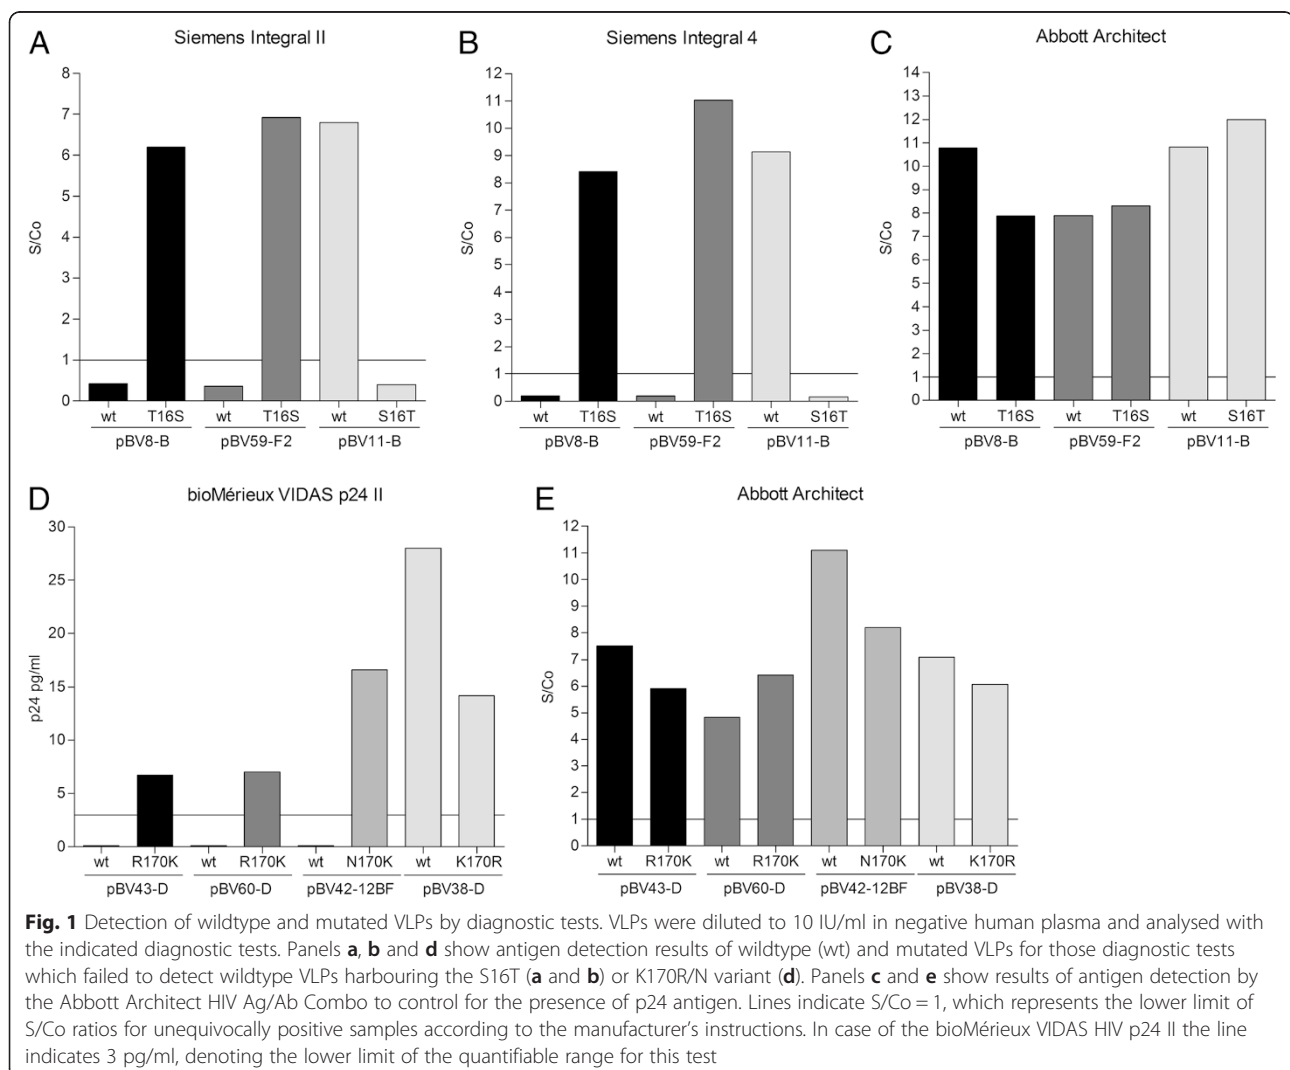 A
Siemens Integral II
S/Co
8
7
6
5
4
3
2
1
0
wt T16S wt T16S wt S16T
pBV8-B pBV59-F2 pBV11-B
B
Siemens Integral 4
S/Co
12
11
10
9
8
7
6
5
4
3
2
1
0
wt T16S wt T16S wt S16T
pBV8-B pBV59-F2 pBV11-B
C
Abbott Architect
S/Co
14
13
12
11
10
9
8
7
6
5
4
3
2
1
0
wt T16S wt T16S wt S16T
pBV8-B pBV59-F2 pBV11-B
D
bioMérieux VIDAS p24 II
p24 pg/ml
30
25
20
15
10
5
0
wt R170K wt R170K wt N170K wt K170R
pBV43-D pBV60-D pBV42-12BF pBV38-D
E
Abbott Architect
S/Co
12
11
10
9
8
7
6
5
4
3
2
1
0
wt R170K wt R170K wt N170K wt K170R
pBV43-D pBV60-D pBV42-12BF pBV38-D
Fig. 1 Detection of wildtype and mutated VLPs by diagnostic tests. VLPs were diluted to 10 IU/ml in negative human plasma and analysed with
the indicated diagnostic tests. Panels a, b and d show antigen detection results of wildtype (wt) and mutated VLPs for those diagnostic tests
which failed to detect wildtype VLPs harbouring the S16T (a and b) or K170R/N variant (d). Panels c and e show results of antigen detection by
the Abbott Architect HIV Ag/Ab Combo to control for the presence of p24 antigen. Lines indicate S/Co = 1, which represents the lower limit of
S/Co ratios for unequivocally positive samples according to the manufacturer's instructions. In case of the bioMérieux VIDAS HIV p24 II the line
indicates 3 pg/ml, denoting the lower limit of the quantifiable range for this test